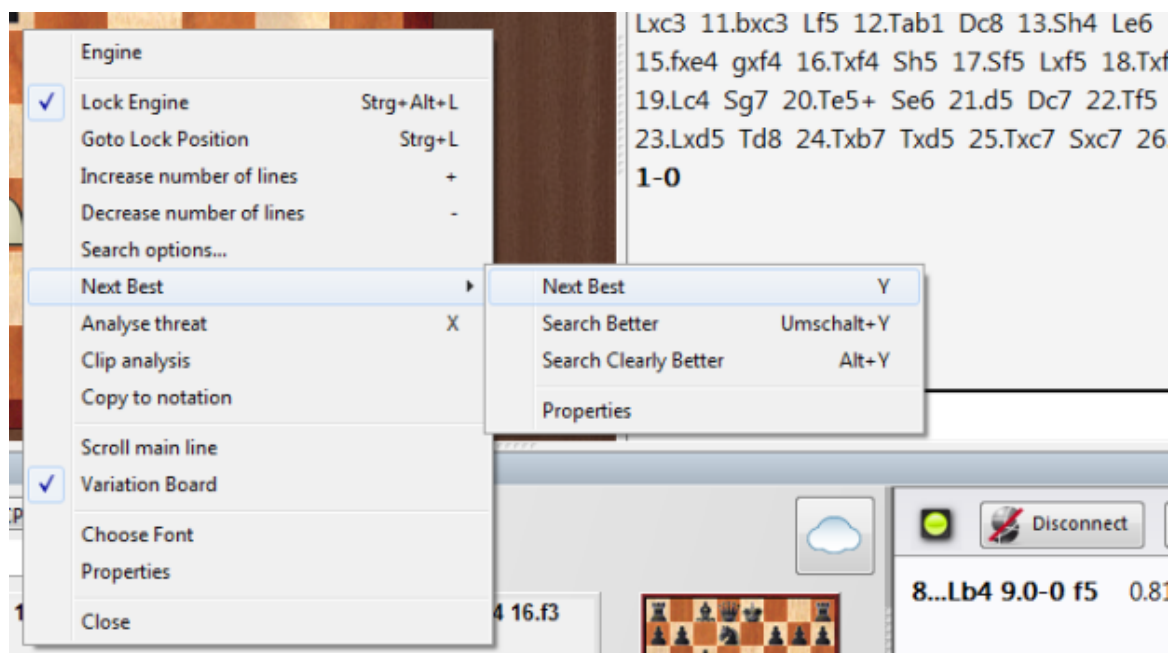 Lxc3 11.bxc3 Lf5 12.Tab1 Dc8 13.Sh4 Le6
15.fxe4 gxf4 16.Txf4 Sh5 17.Sf5 Lxf5 18.Txf
19.Lc4 Sg7 20.Te5+ Se6 21.d5 Dc7 22.Tf5
23.Lxd5 Td8 24.Txb7 Txd5 25.Txc7 Sxc7 26.
1-0
Engine
Lock Engine Strg+Alt+L
Goto Lock Position Strg+L
Increase number of lines +
Decrease number of lines -
Search options...
Next Best
Analyse threat X
Clip analysis
Copy to notation
Scroll main line
Variation Board
Choose Font
Properties
Close
Next Best Y
Search Better Umschalt+Y
Search Clearly Better Alt+Y
Properties
Disconnect
8...Lb4 9.0-0 f5 0.81
4 16.f3